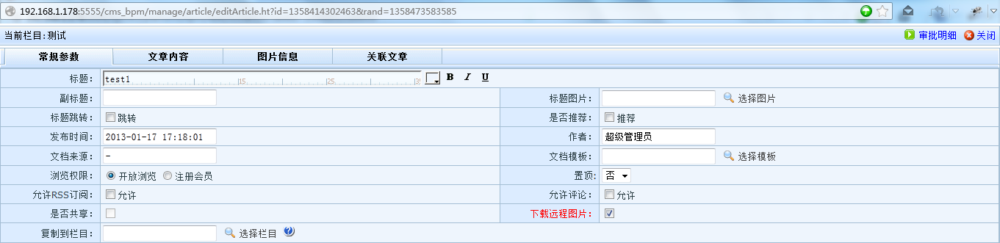 192.168.1.178:5555/cms_bpm/manage/article/editArticle.ht?id=1358414302463&rand=1358473583585
当前栏目:测试 审批明细 关闭
常规参数 文章内容 图片信息 关联文章
标题: test1 |15 |25 |3 B I U
副标题: 标题图片: 选择图片
标题跳转: 跳转 是否推荐: 推荐
发布时间: 2013-01-17 17:18:01 作者: 超级管理员
文档来源: - 文档模板: 选择模板
浏览权限: 开放浏览 注册会员 置顶: 否
允许RSS订阅: 允许 允许评论: 允许
是否共享: 下载远程图片:
复制到栏目: 选择栏目 ?